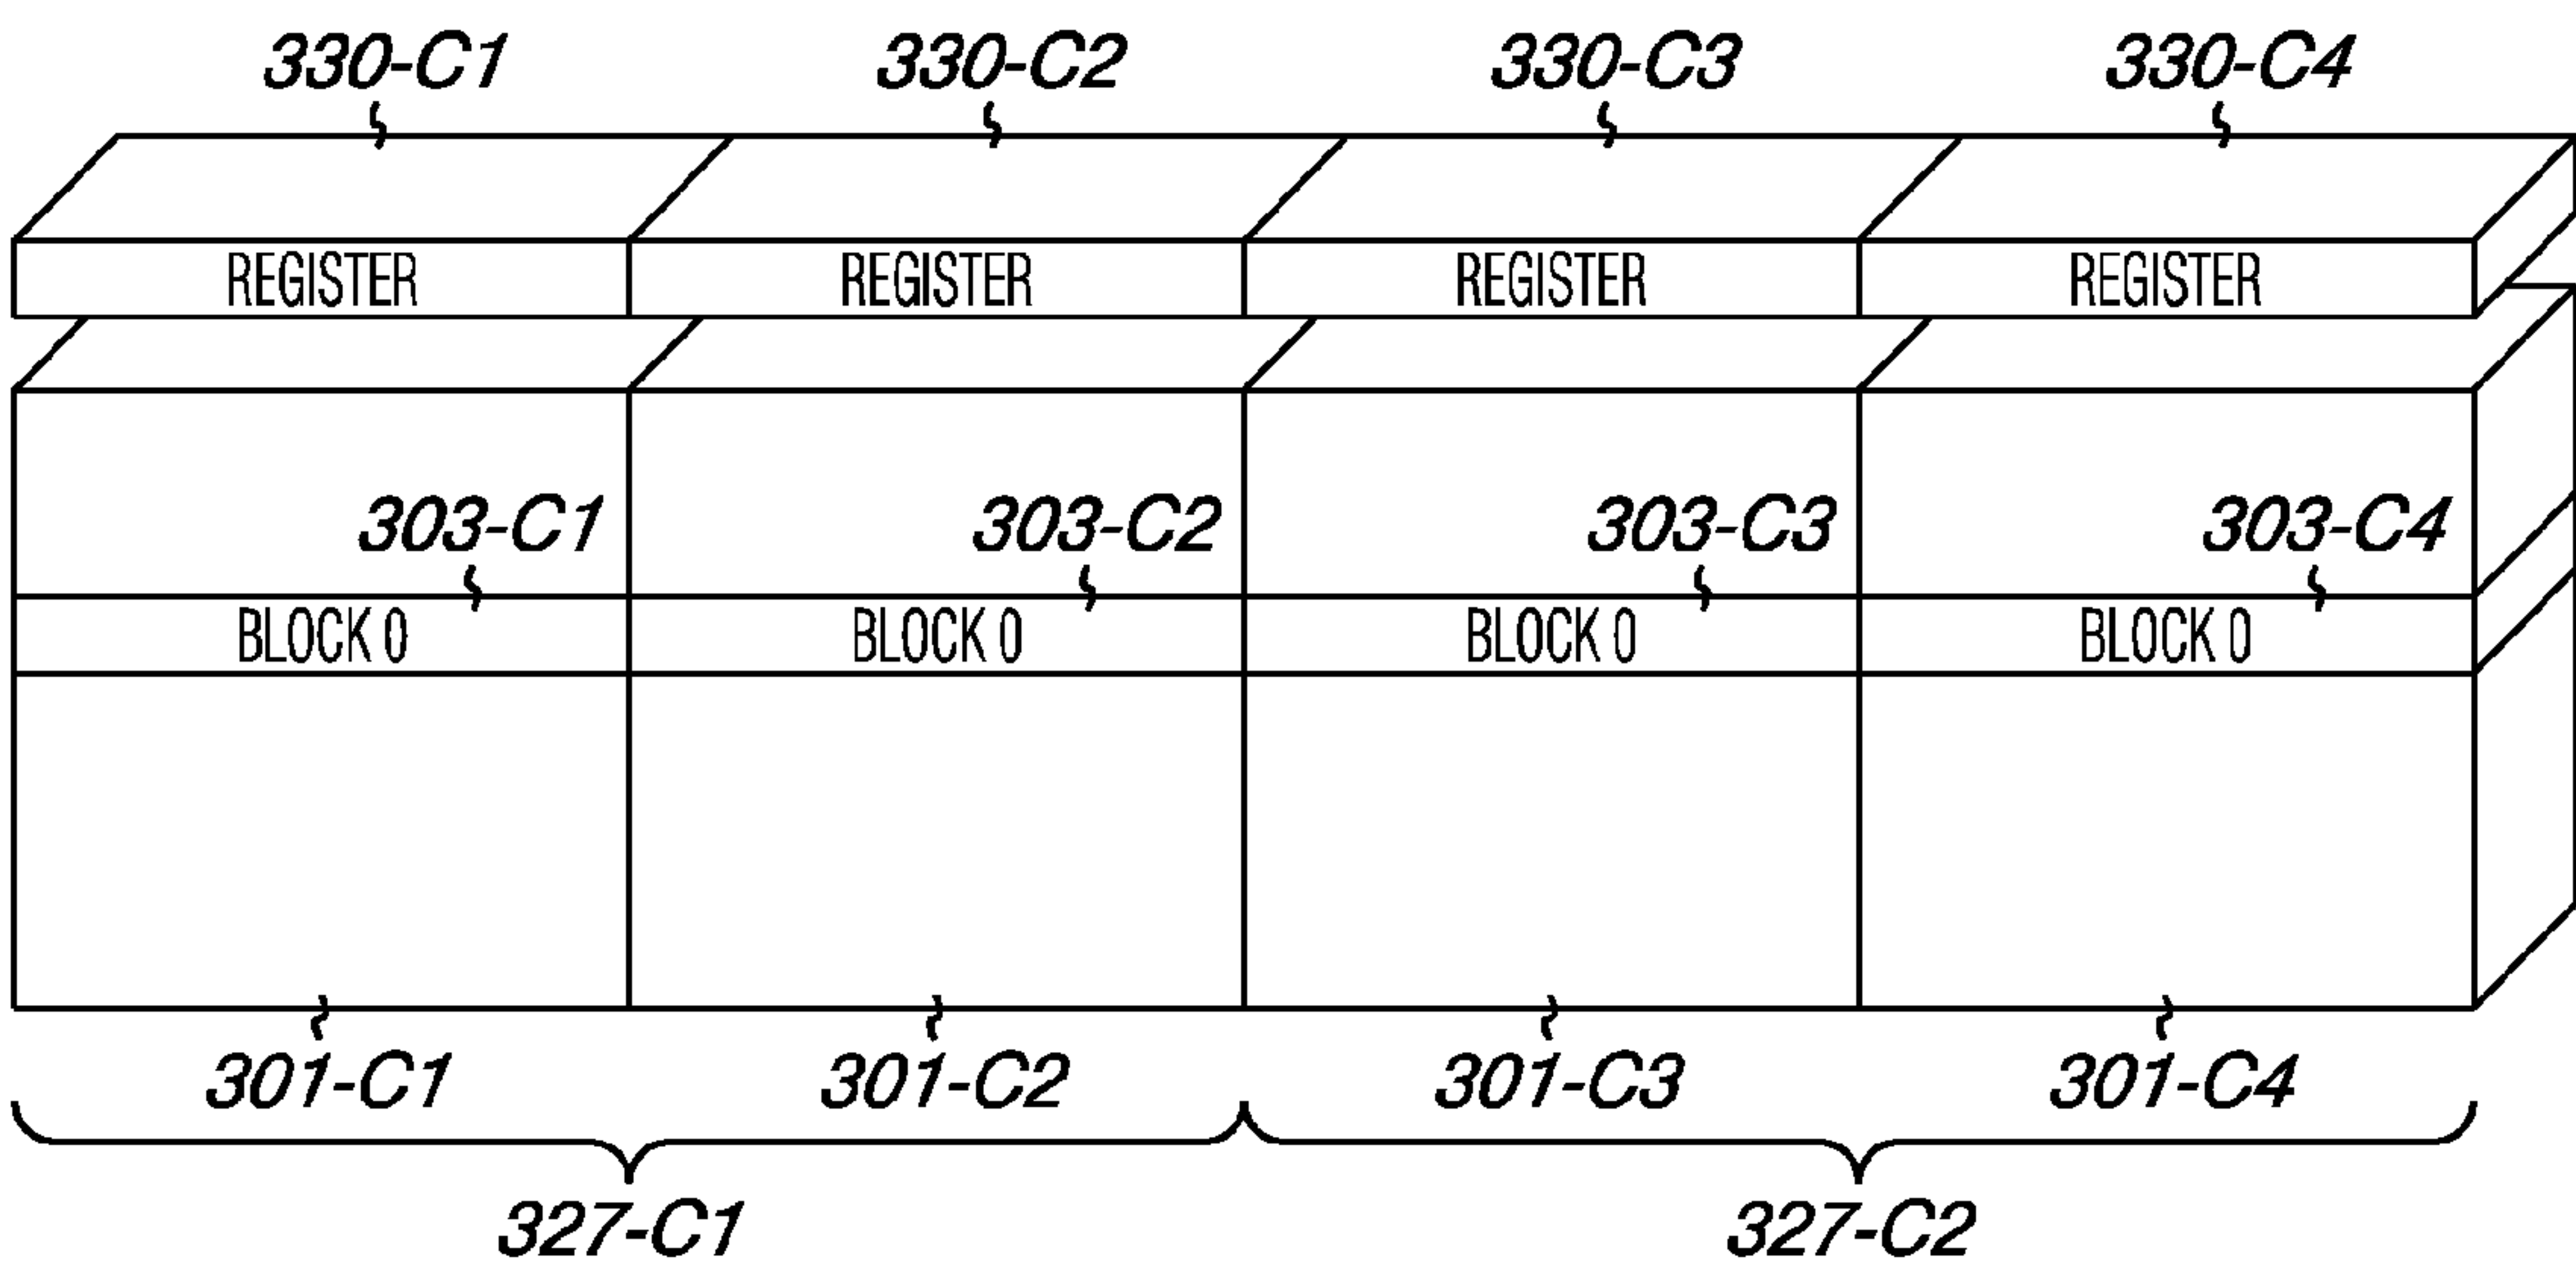 330-C1 330-C2 330-C3 330-C4
REGISTER REGISTER REGISTER REGISTER
303-C1 303-C2 303-C3 303-C4
BLOCK 0 BLOCK 0 BLOCK 0 BLOCK 0
301-C1 301-C2 301-C3 301-C4
327-C1 327-C2